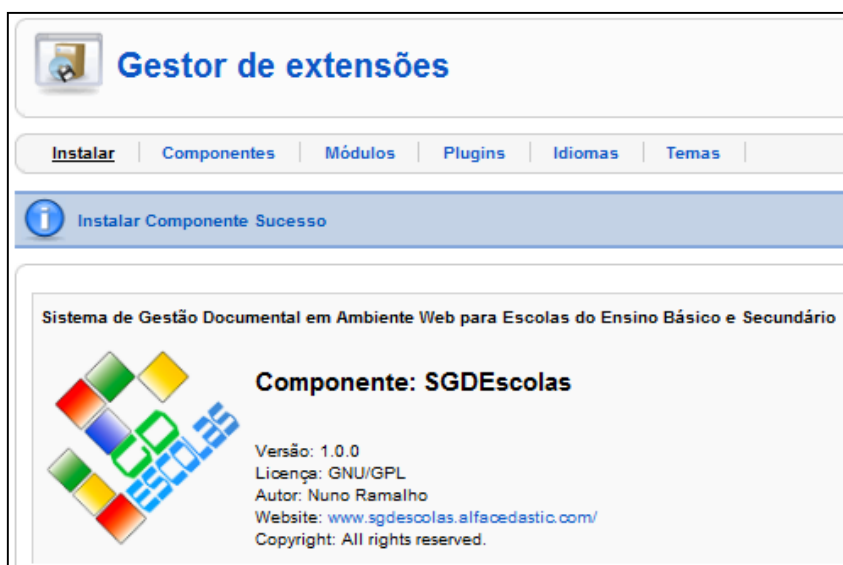 Gestor de extensões
Instalar Componentes Módulos Plugins Idiomas Temas
Instalar Componente Sucesso
Sistema de Gestão Documental em Ambiente Web para Escolas do Ensino Básico e Secundário
GD
ESCOLAS
Componente: SGDEscolas
Versão: 1.0.0
Licença: GNU/GPL
Autor: Nuno Ramalho
Website: www.sgdescolas.alfacedastic.com/
Copyright: All rights reserved.